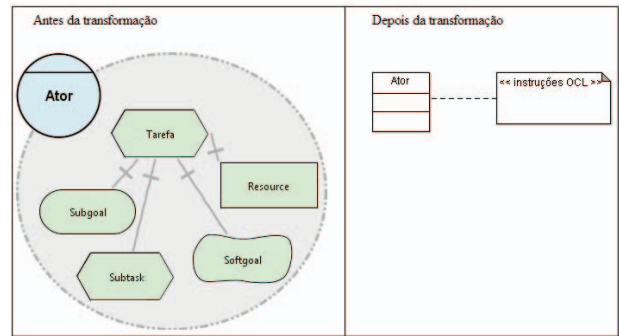 Antes da transformação
Depois da transformação
Ator
Tarefa
Resource
Subgoal
Softgoal
Subtask
Ator
<< instruções OCL >>